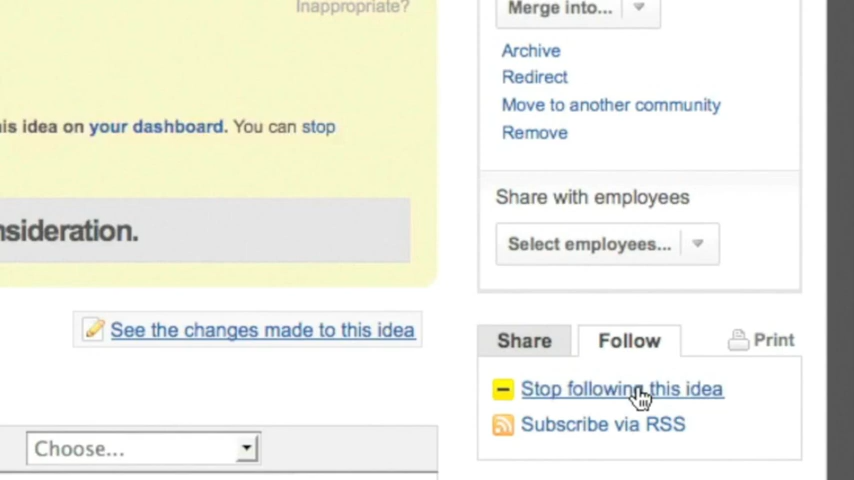 Inappropriate?
Merge into...
Archive
Redirect
Move to another community
Remove
his idea on your dashboard. You can stop
Share with employees
nsideration.
Select employees...
See the changes made to this idea
Share
Follow
Print
Stop following this idea
Subscribe via RSS
Choose...